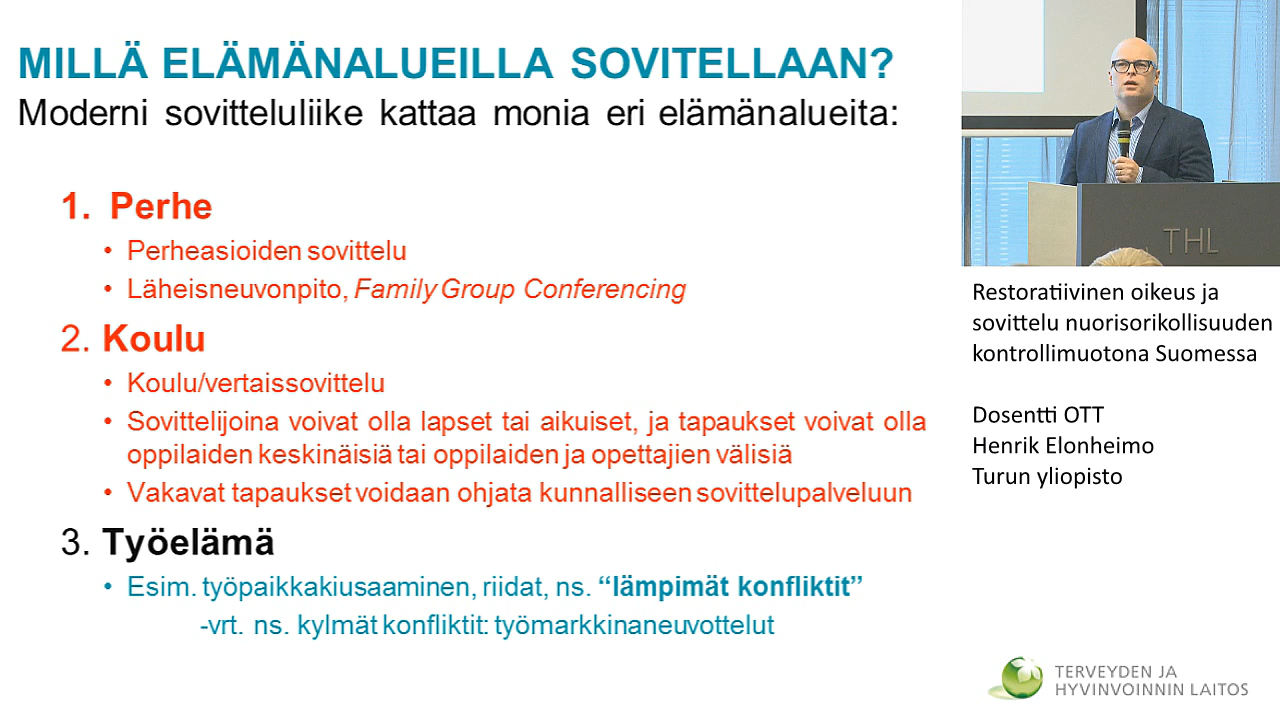 MILLÄ ELÄMÄNALUEILLA SOVITELLAAN?
Moderni sovitteluliike kattaa monia eri elämänalueita:
1. Perhe
• Perheasioiden sovittelu
• Läheisneuvonpito, Family Group Conferencing
2. Koulu
• Koulu/vertaissovittelu
• Sovittelijoina voivat olla lapset tai aikuiset, ja tapaukset voivat olla
oppilaiden keskinäisiä tai oppilaiden ja opettajien välisiä
• Vakavat tapaukset voidaan ohjata kunnalliseen sovittelupalveluun
3. Työelämä
• Esim. työpaikkakiusaaminen, riidat, ns. “lämpimät konfliktit”
-vrt. ns. kylmät konfliktit: työmarkkinaneuvottelut
THL
Restoratiivinen oikeus ja
sovittelu nuorisorikollisuuden
kontrollimuotona Suomessa
Dosentti OTT
Henrik Elonheimo
Turun yliopisto
TERVEYDEN JA
HYVINVOINNIN LAITOS